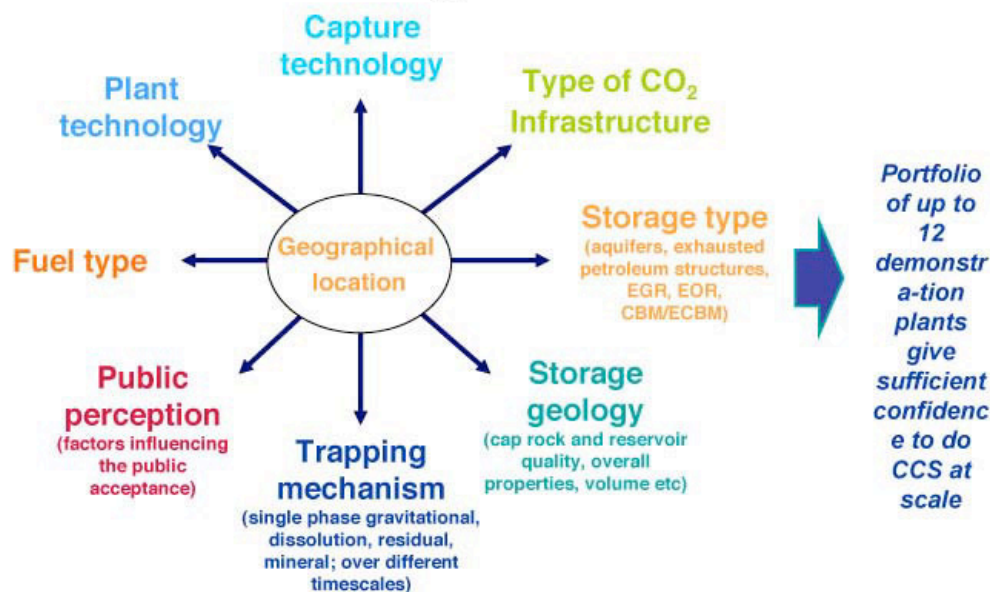 Capture
technology
Plant
technology
Type of CO₂
Infrastructure
Geographical
location
Fuel type
Storage type
(aquifers, exhausted
petroleum structures,
EGR, EOR,
CBM/ECBM)
Public
perception
(factors influencing
the public
acceptance)
Trapping
mechanism
(single phase gravitational,
dissolution, residual,
mineral; over different
timescales)
Storage
geology
(cap rock and reservoir
quality, overall
properties, volume etc)
Portfolio
of up to
12
demonstr
a-tion
plants
give
sufficient
confidenc
e to do
CCS at
scale